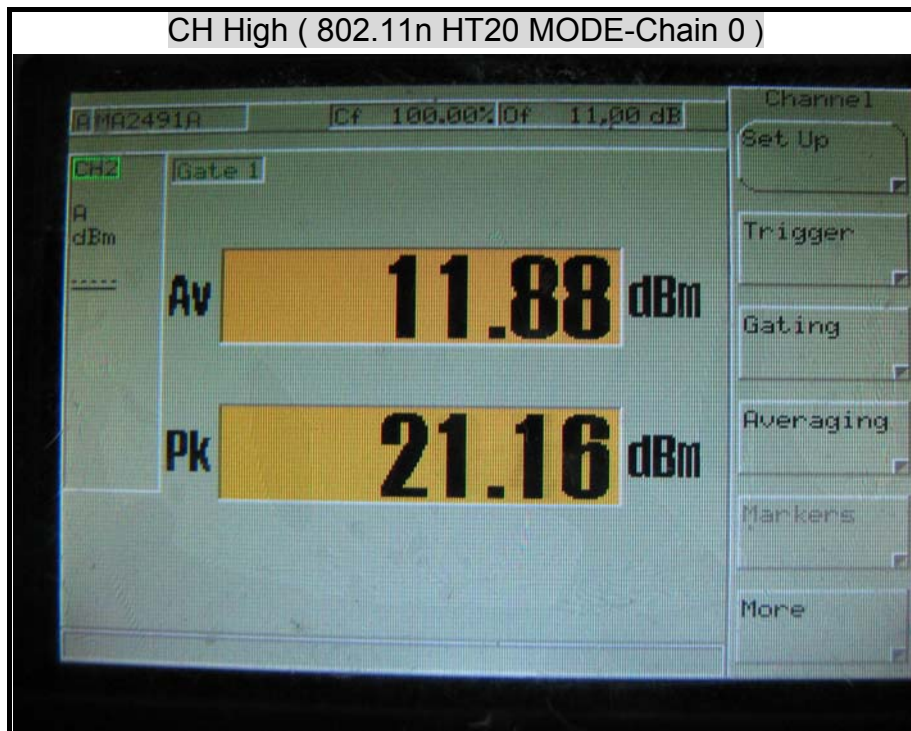 CH High ( 802.11n HT20 MODE-Chain 0 )
A MA2491A Cf 100.00% Of 11,00 dB
Channel
Set Up
CH2 Gate 1
A
dBm
-----
Trigger
Av 11.88 dBm
Gating
Averaging
Pk 21.16 dBm
Markers
More